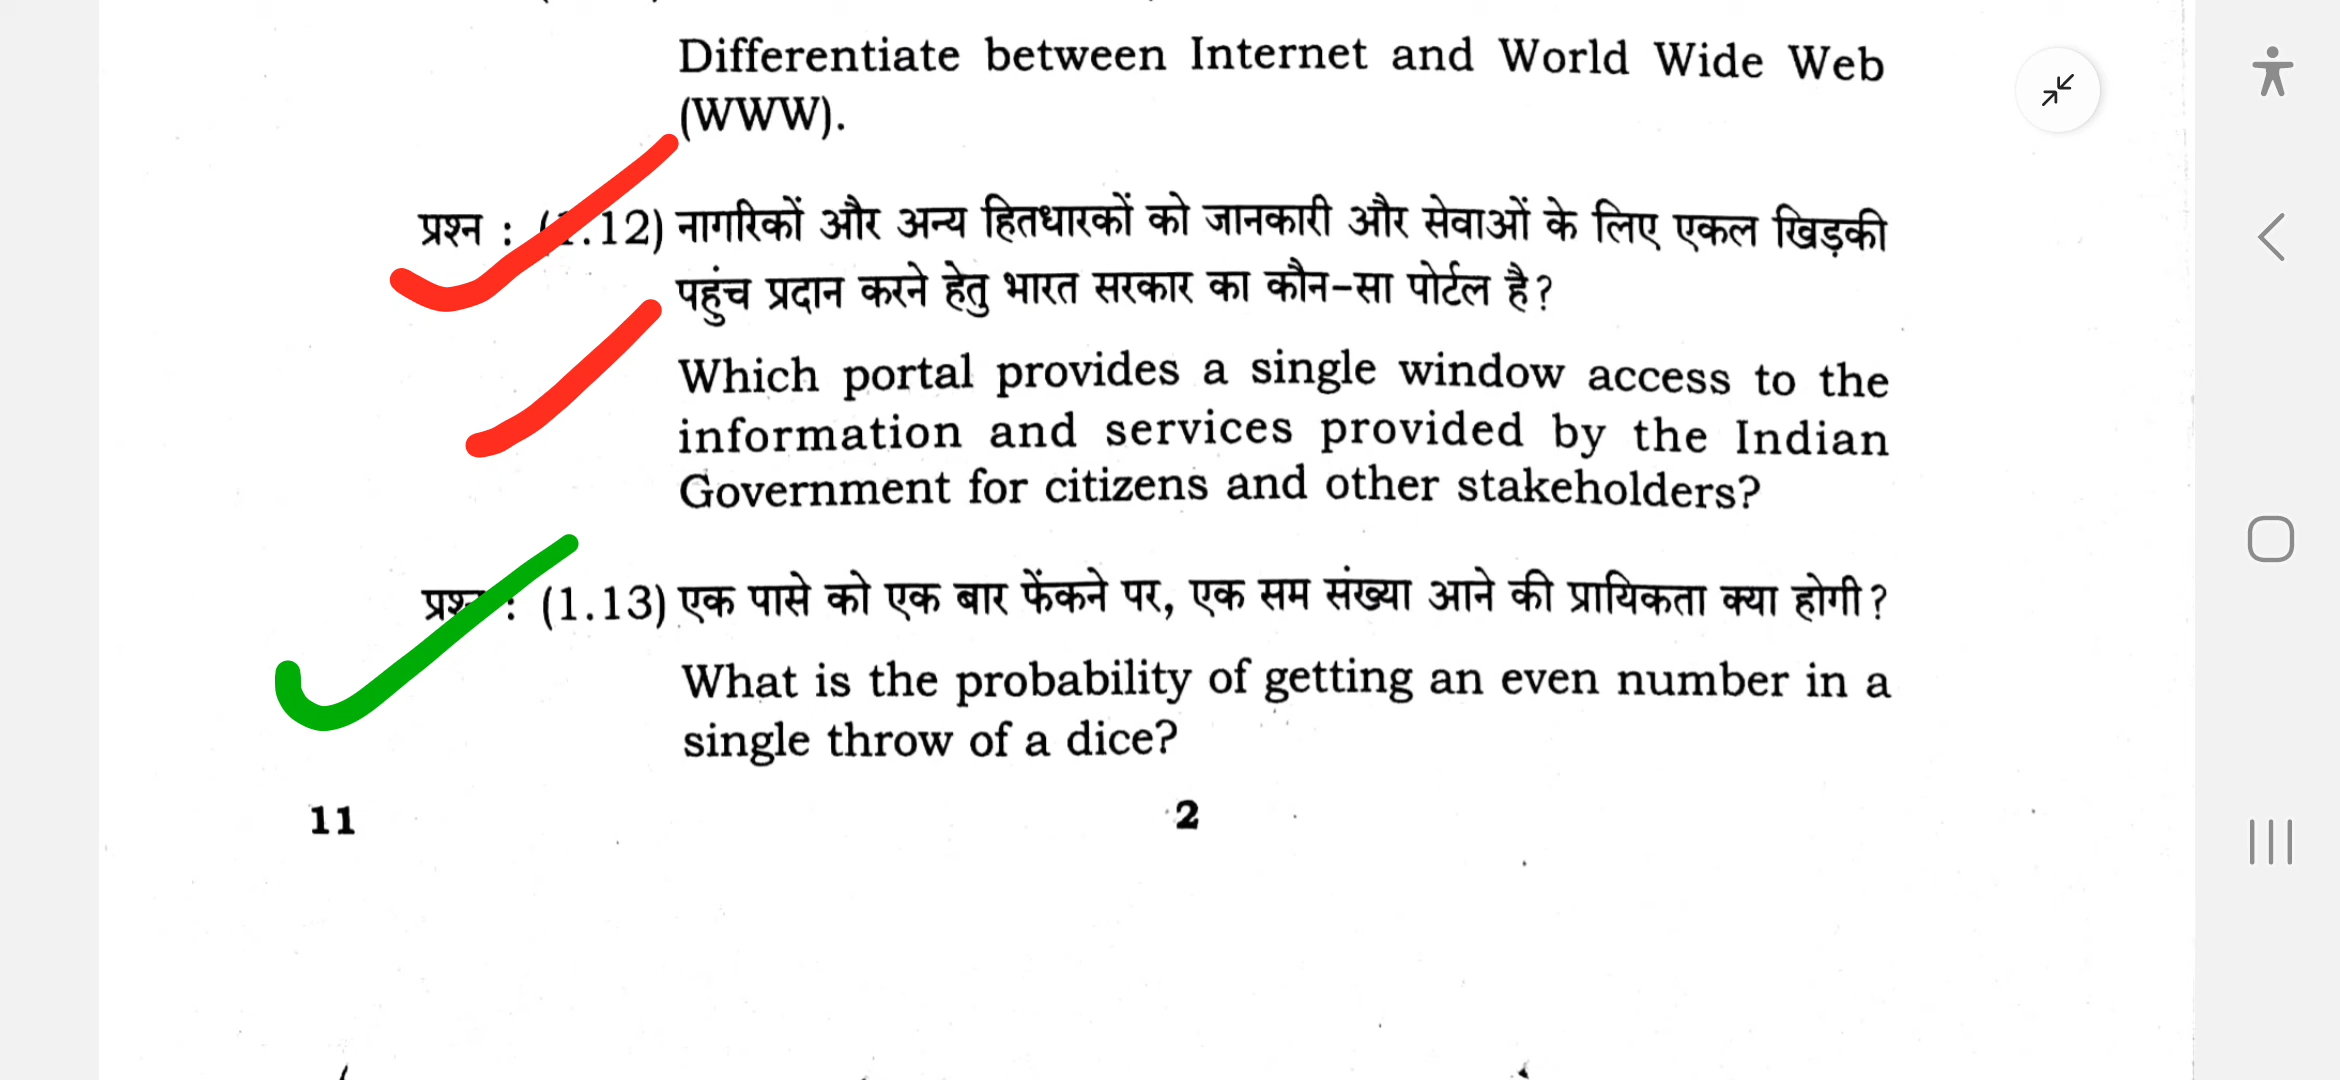 Differentiate between Internet and World Wide Web
(WWW).
प्रश्न : (1.12) नागरिकों और अन्य हितधारकों को जानकारी और सेवाओं के लिए एकल खिड़की
पहुंच प्रदान करने हेतु भारत सरकार का कौन-सा पोर्टल है?
Which portal provides a single window access to the
information and services provided by the Indian
Government for citizens and other stakeholders?
प्रश्न : (1.13) एक पासे को एक बार फेंकने पर, एक सम संख्या आने की प्रायिकता क्या होगी?
What is the probability of getting an even number in a
single throw of a dice?
11 2